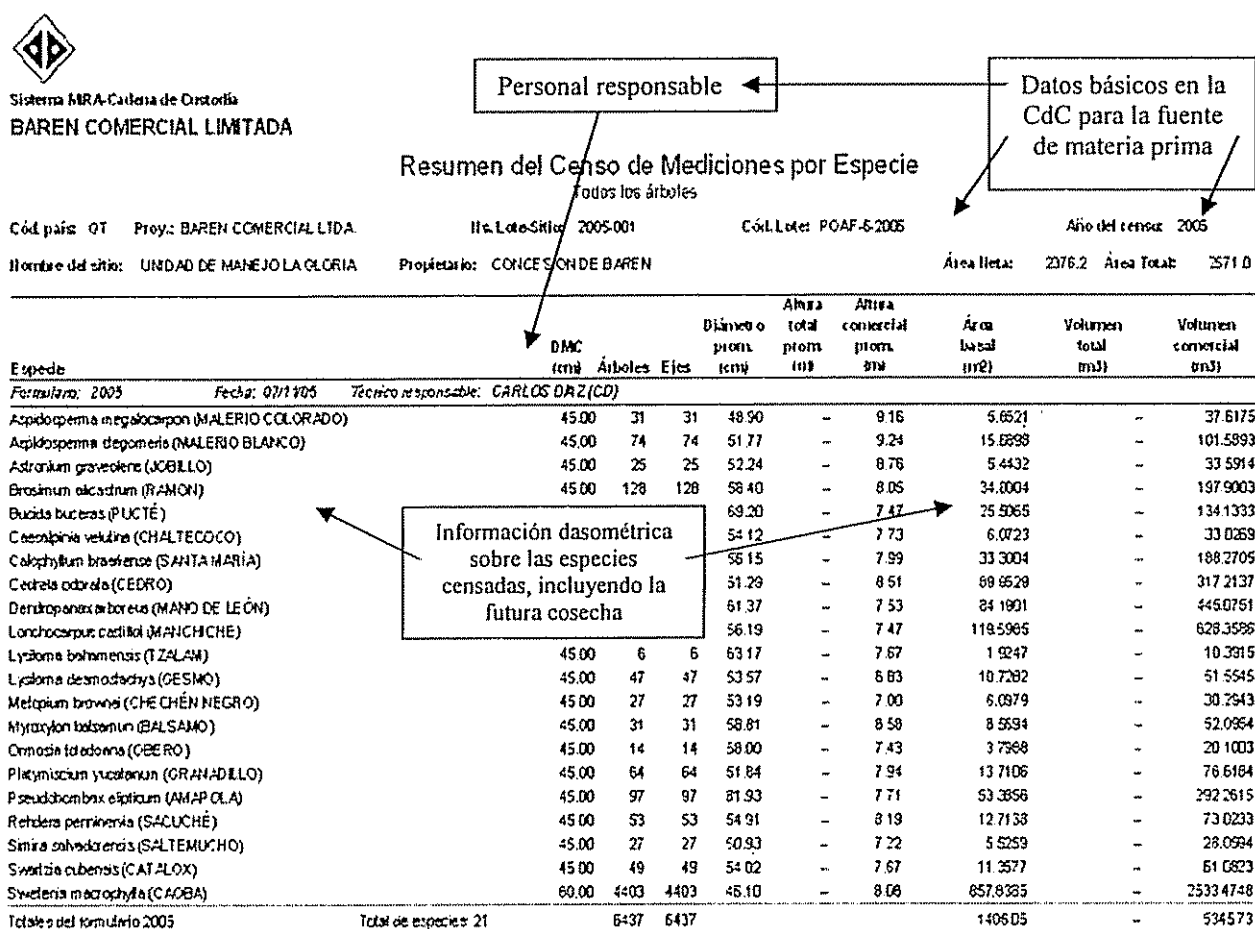 Sistema MRA-Cadena de Custodia
BAREN COMERCIAL LIMITADA
Personal responsable
Datos básicos en la
CdC para la fuente
de materia prima
Resumen del Censo de Mediciones por Especie
Todos los árboles
Cód. país: Proy.: BAREN COMERCIAL LTDA. No. Lote-Sitio: 2005-001 Cód. Lote: POAF-5-2005 Año del censo: 2005
Nombre del sitio: UNIDAD DE MANEJO LA GLORIA Propietario: CONCESION DE BAREN Área Neta: 2376.2 Área Total: 2571.0
Especie DMC (cm) Árboles Ejes Diámetro prom. (cm) Altura total prom. (m) Altura comercial prom. (m) Área basal (m2) Volumen total (m3) Volumen comercial (m3)
Formulario: 2005 Fecha: 07/11/05 Técnico responsable: CARLOS DIAZ (CD)
Aspidosperma megalocarpon (MALERIO COLORADO) 45.00 31 31 48.90 -- 9.16 5.6521 -- 37.6175
Aspidosperma stegomeris (MALERIO BLANCO) 45.00 74 74 51.77 -- 9.24 -- 101.5893
Astronium graveolens (JOBILLO) 45.00 25 25 52.24 -- 8.76 5.4432 -- 33.5914
Brosimum alicastrum (RAMON) 45.00 128 128 58.40 -- 8.05 34.8004 -- 197.9003
Bucida buceras (PUCTÉ) 69.20 -- 7.47 25.5065 -- 134.1333
Caesalpinia velutina (CHALTECOCO) 54.12 -- 7.73 6.0723 -- 33.0269
Calophyllum brasiliense (SANTA MARÍA) 56.15 -- 7.99 33.3004 -- 188.2705
Cedrela odorata (CEDRO) 51.29 -- 8.51 -- 317.2137
Dendropanax arboreus (MANO DE LEÓN) 61.37 -- 7.53 -- 445.0751
Lonchocarpus castilloi (MANCHICHE) 56.19 -- 7.47 119.5985 -- 628.3586
Información dasométrica
sobre las especies
censadas, incluyendo la
futura cosecha
Lysiloma bahamensis (TZALAM) 45.00 6 6 63.17 -- 7.67 1.9247 -- 10.3915
Lysiloma desmostachys (GESMO) 45.00 47 47 53.57 -- 6.83 10.7282 -- 51.5545
Metopium brownei (CHECHÉN NEGRO) 45.00 27 27 53.19 -- 7.00 6.0979 -- 30.2943
Myroxylon balsamun (BALSAMO) 45.00 31 31 58.81 -- 8.58 -- 52.0954
Ormosia toledoana 45.00 14 14 58.00 -- 7.43 3.7988 -- 20.1003
Platymiscium yucatanun (GRANADILLO) 45.00 64 64 51.84 -- 7.94 13.7106 -- 76.6184
Pseudobombax elipticum (AMAPOLA) 45.00 97 97 81.93 -- 7.71 53.3856 -- 292.2615
Rehdera penninervia (SACUCHÉ) 45.00 53 53 54.91 -- 8.19 12.7138 -- 73.0233
Simira salvadorensis (SALTEMUCHO) 45.00 27 27 50.93 -- 7.22 5.5259 -- 28.0594
Swartzia cubensis (CATALOX) 45.00 49 49 54.02 -- 7.67 11.3577 -- 61.0823
Swietenia macrophylla (CAOBA) 60.00 4403 4403 -- 8.08 857.8385 -- 2533.4748
Totales del formulario 2005 Total de especies: 21 6437 6437 -- 534573